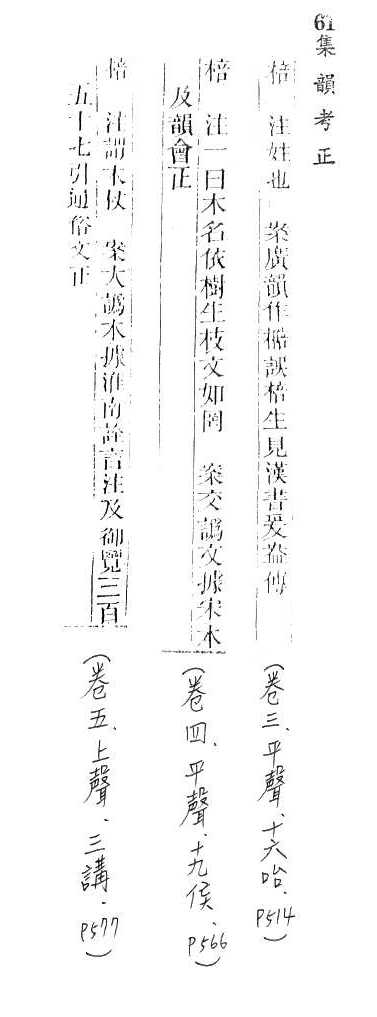 61集韻考正
棓 注姓也 案廣韻作棓誤棓生見漢書爰盎傳
(卷三、平聲、十六咍、P514)
棓 注一曰木名依樹生枝文如罔 案交譌文據宋本
及韻會正
(卷四、平聲、十九侯、P566)
棓 注謂木杖 案大譌木據淮南詮言注及御覽三百
五十七引通俗文正
(卷五、上聲、三講、P577)